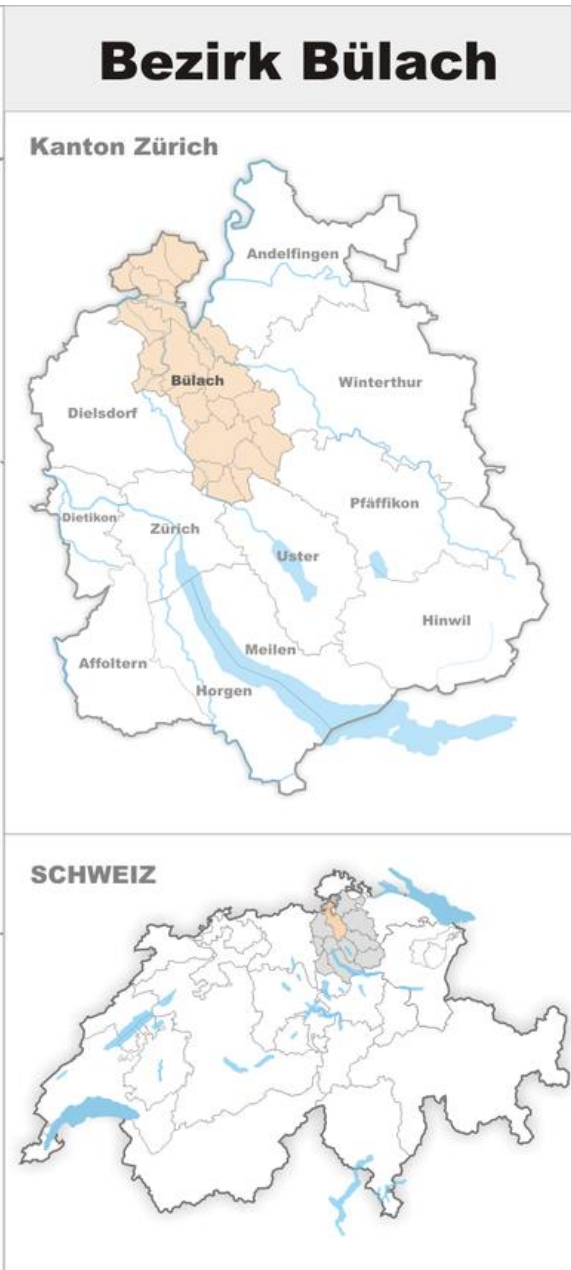 Bezirk Bülach
Kanton Zürich
Andelfingen
Bülach
Winterthur
Dielsdorf
Pfäffikon
Dietikon
Zürich
Uster
Hinwil
Meilen
Affoltern
Horgen
SCHWEIZ